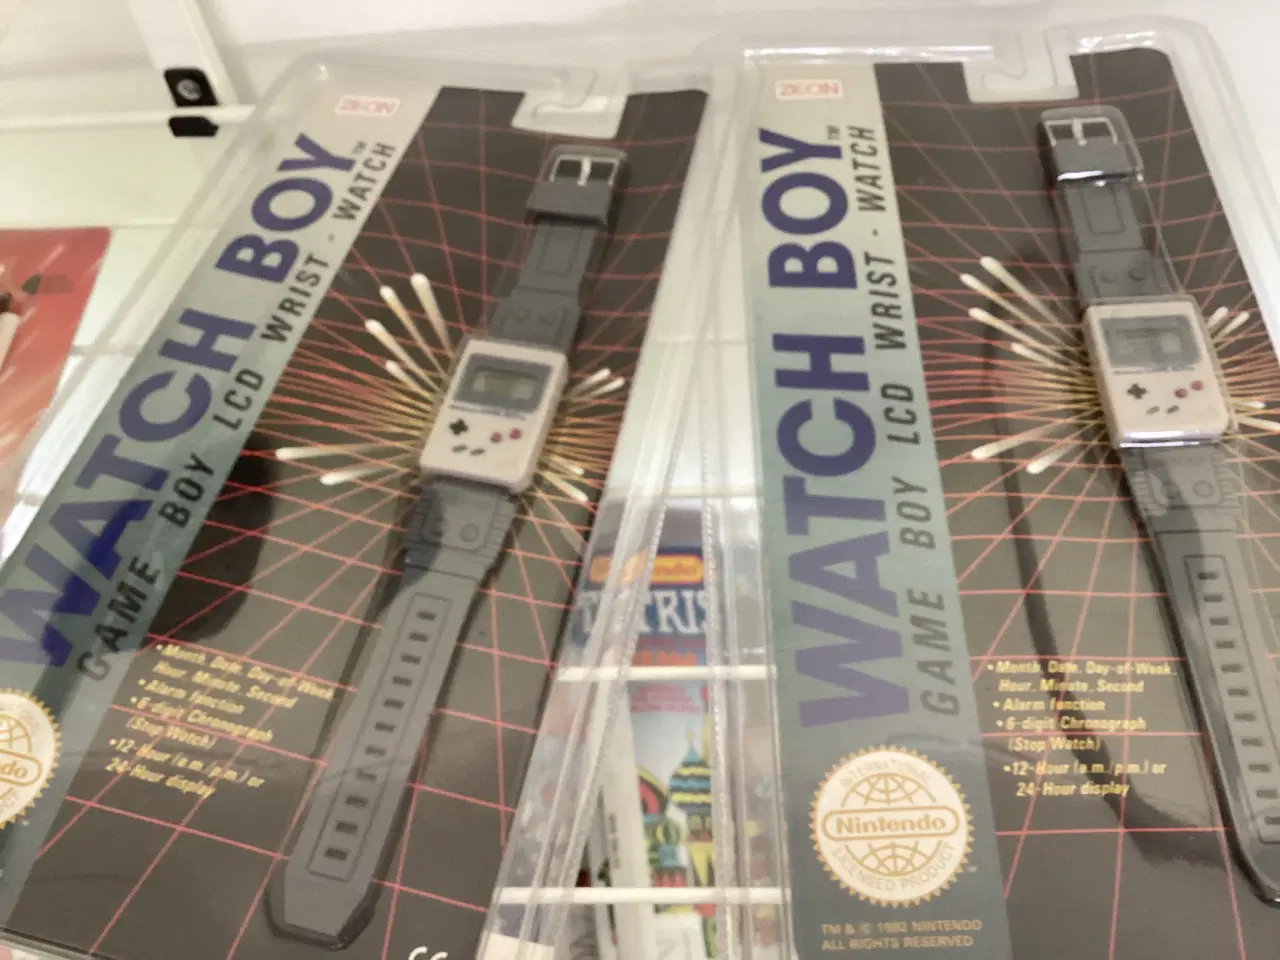 ZEON
WATCH BOY™
GAME BOY LCD WRIST - WATCH
• Month, Date, Day-of-Week
Hour, Minute, Second
• Alarm function
• 6-digit Chronograph
(Stop Watch)
• 12-Hour (a.m./p.m.) or
24-Hour display
CE
ZEON
WATCH BOY™
GAME BOY LCD WRIST - WATCH
• Month, Date, Day-of-Week,
Hour, Minute, Second
• Alarm function
• 6-digit Chronograph
(Stop Watch)
• 12-Hour (a.m./p.m.) or
24-Hour display
INTERNATIONAL
Nintendo
LICENSED PRODUCT
TM & © 1992 NINTENDO
ALL RIGHTS RESERVED
TETRIS